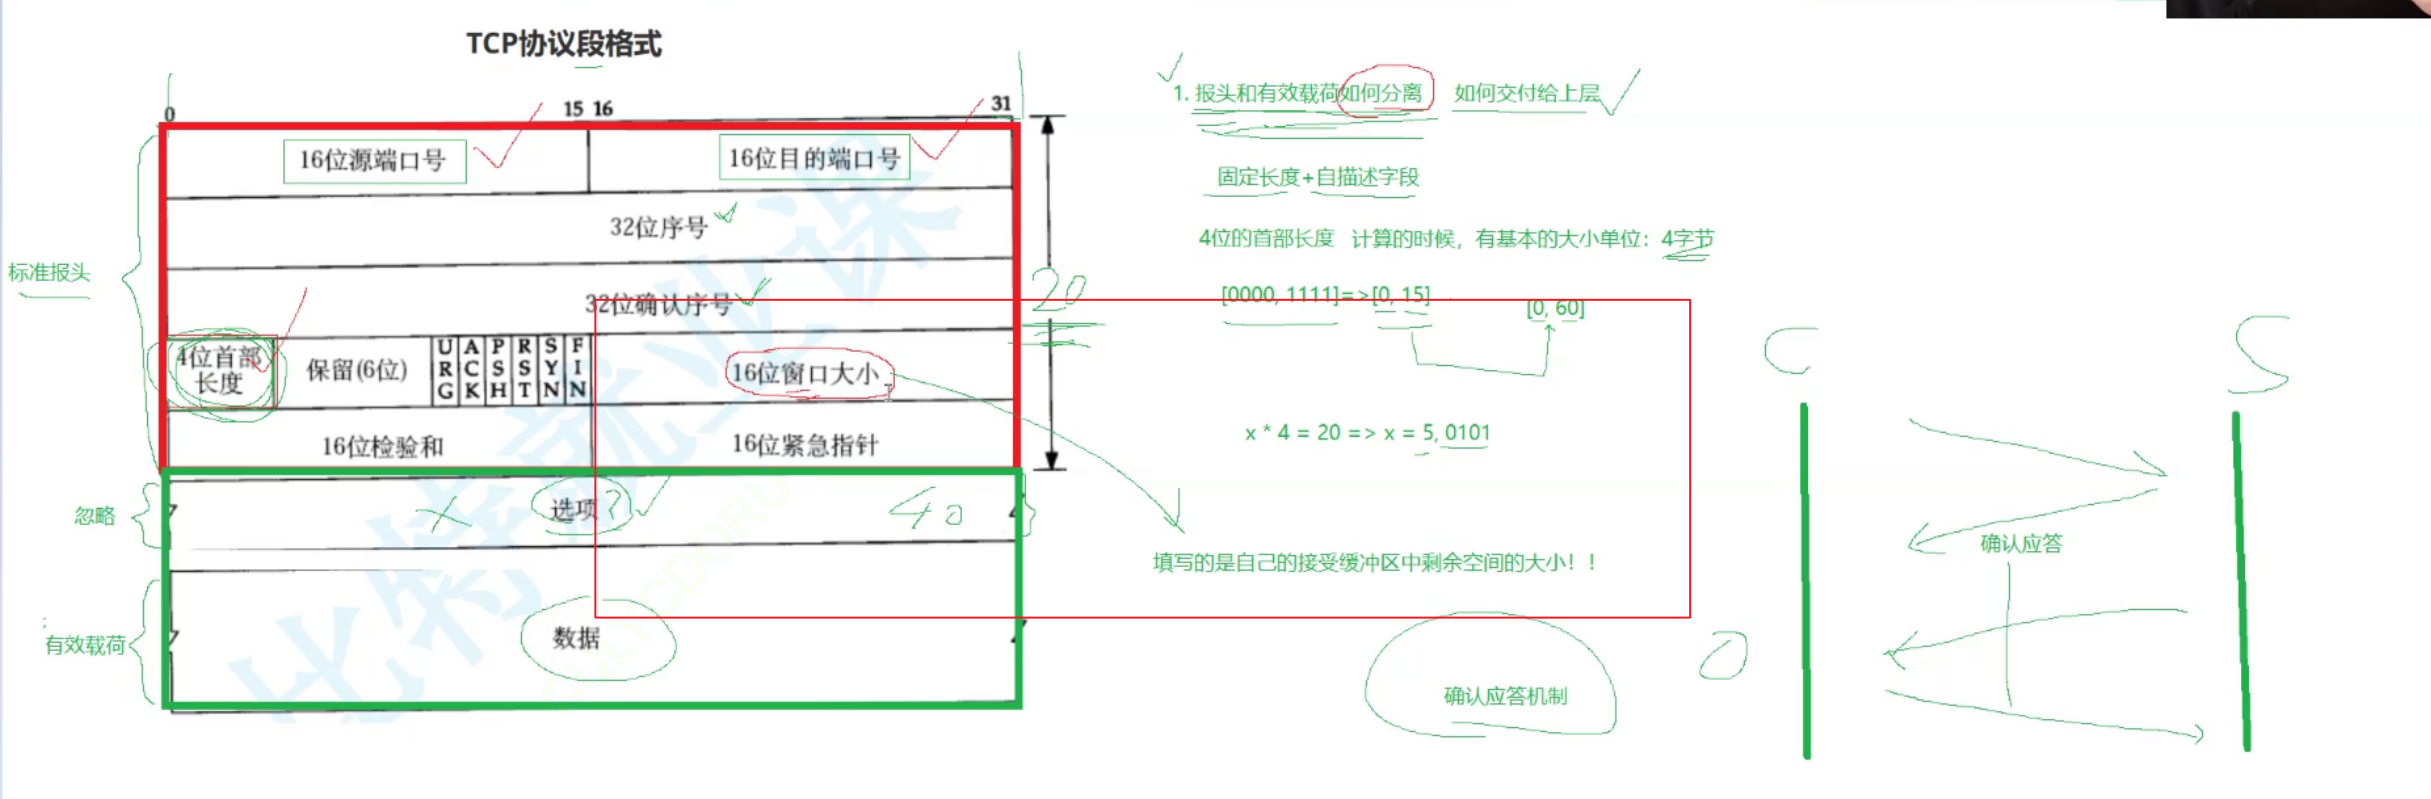 TCP协议段格式
0 15 16 31
16位源端口号 16位目的端口号
32位序号
32位确认序号
标准报头
20
4位首部长度 保留(6位) URG ACK PSH RST SYN FIN 16位窗口大小
16位检验和 16位紧急指针
忽略
选项? 40
有效载荷
数据
1. 报头和有效载荷如何分离 如何交付给上层
固定长度+自描述字段
4位的首部长度 计算的时候，有基本的大小单位：4字节
[0000, 1111]=>[0, 15] [0, 60]
x * 4 = 20 => x = 5, 0101
填写的是自己的接受缓冲区中剩余空间的大小！！
确认应答机制
C S
确认应答
比特就业课